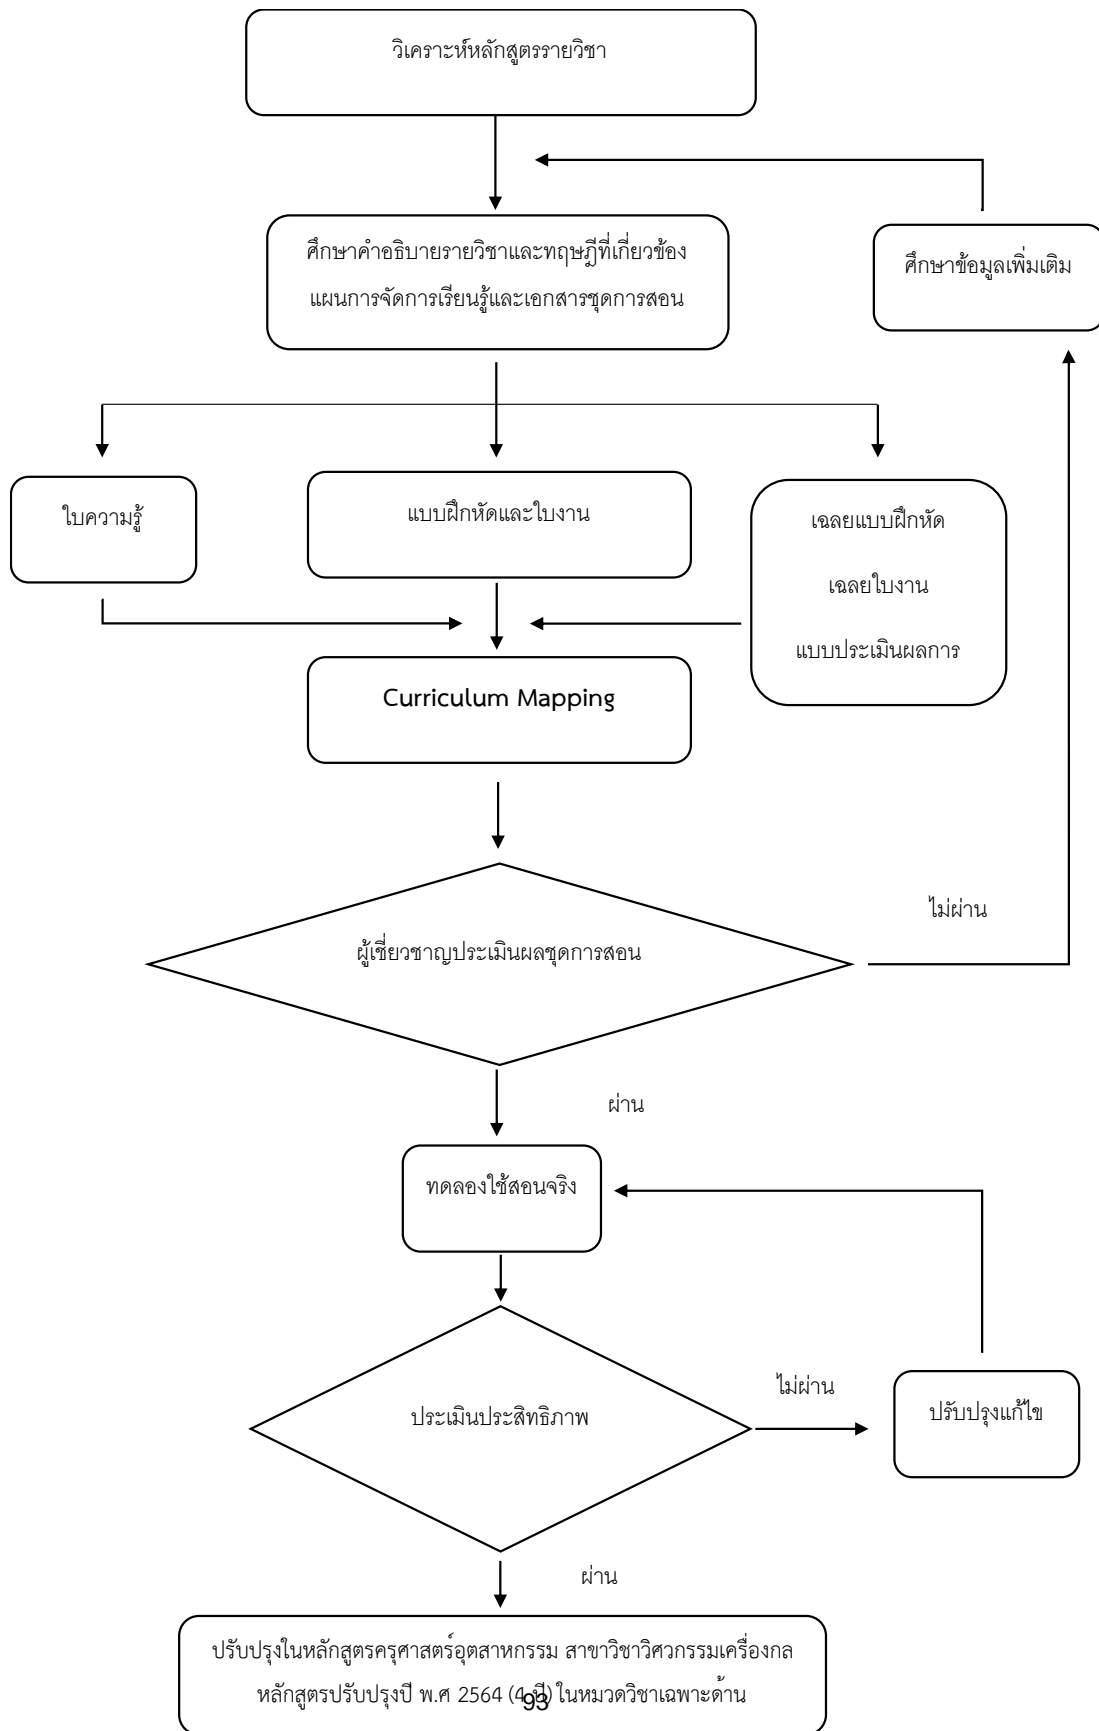 วิเคราะห์หลักสูตรรายวิชา
ศึกษาคำอธิบายรายวิชาและทฤษฎีที่เกี่ยวข้อง
แผนการจัดการเรียนรู้และเอกสารชุดการสอน
ศึกษาข้อมูลเพิ่มเติม
ใบความรู้
แบบฝึกหัดและใบงาน
เฉลยแบบฝึกหัด
เฉลยใบงาน
แบบประเมินผลการ
Curriculum Mapping
ไม่ผ่าน
ผู้เชี่ยวชาญประเมินผลชุดการสอน
ผ่าน
ทดลองใช้สอนจริง
ไม่ผ่าน
ประเมินประสิทธิภาพ
ปรับปรุงแก้ไข
ผ่าน
ปรับปรุงในหลักสูตรครุศาสตร์อุตสาหกรรม สาขาวิชาวิศวกรรมเครื่องกล
หลักสูตรปรับปรุงปี พ.ศ 2564 (4 ปี) ในหมวดวิชาเฉพาะด้าน
93